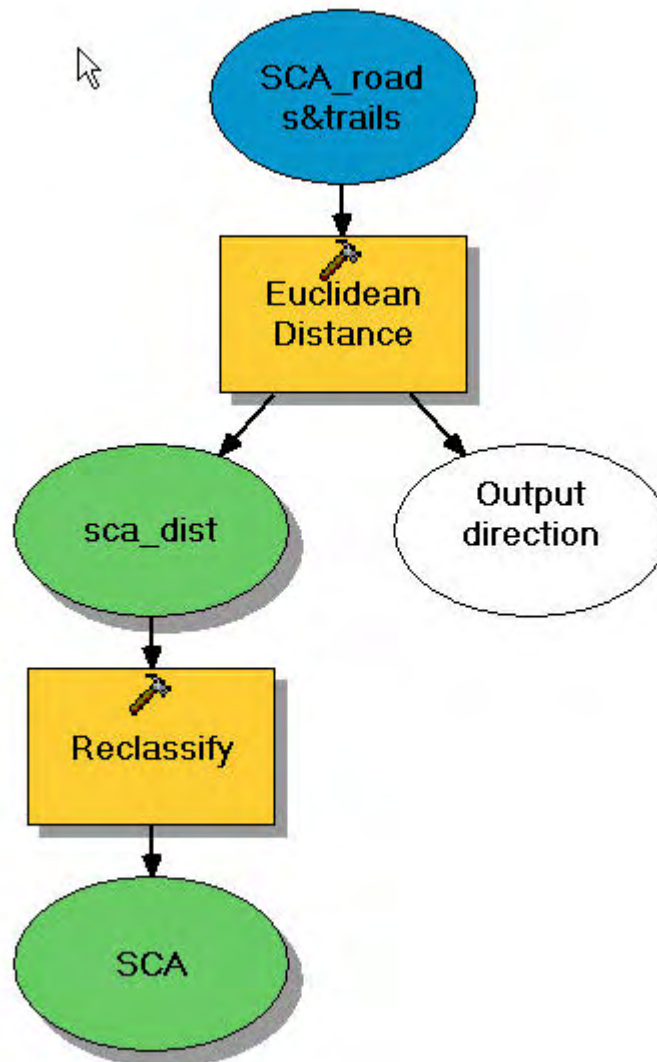 SCA_road
s&trails
Euclidean
Distance
sca_dist
Output
direction
Reclassify
SCA